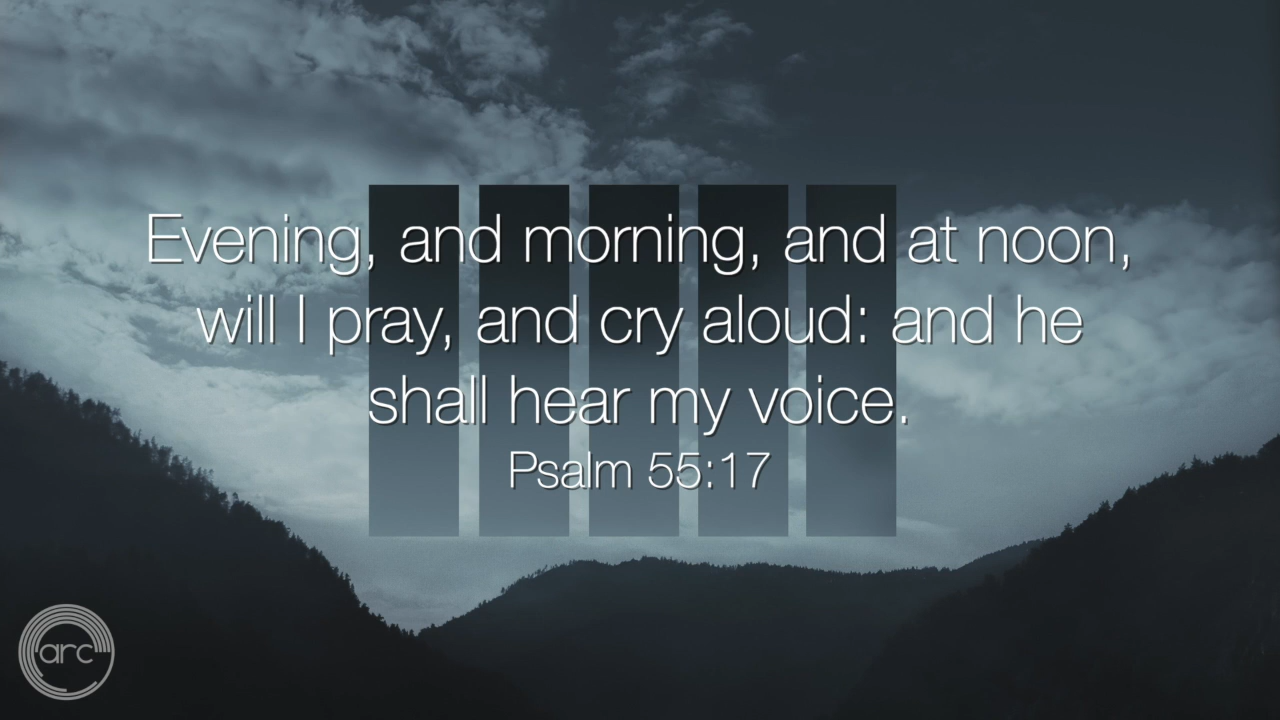 Evening, and morning, and at noon,
will I pray, and cry aloud: and he
shall hear my voice.
Psalm 55:17
arc